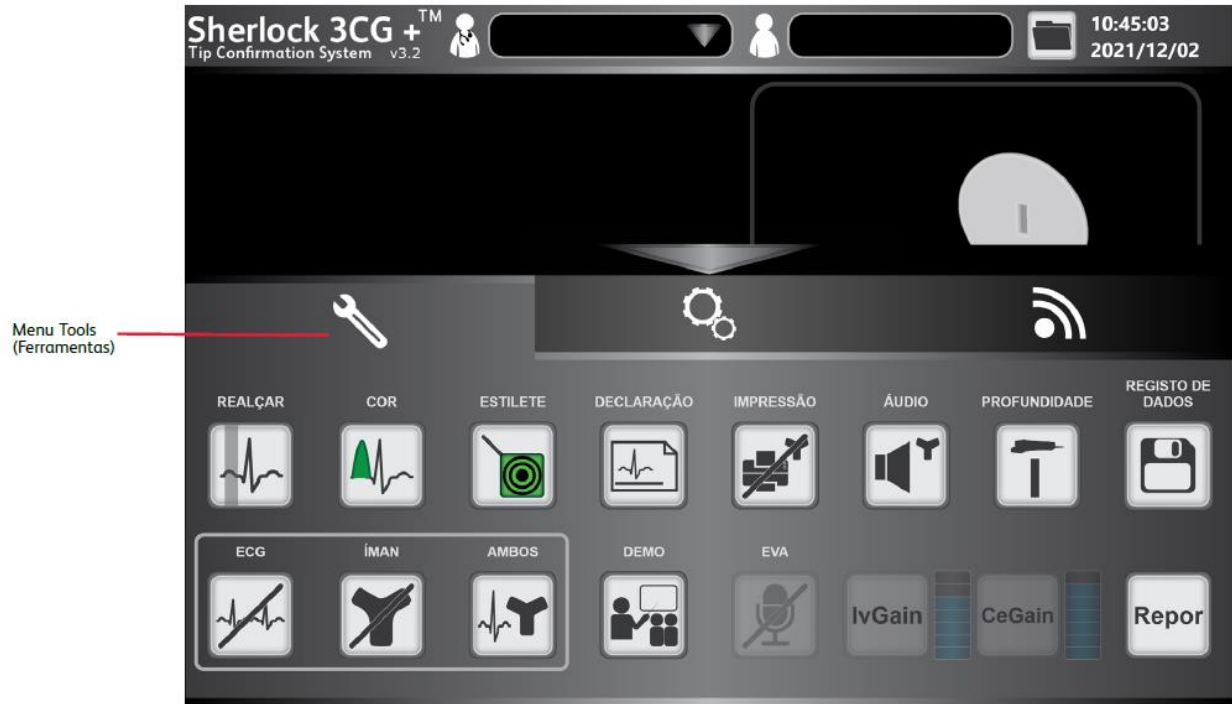 Sherlock 3CG +™
Tip Confirmation System v3.2
10:45:03
2021/12/02
Menu Tools
(Ferramentas)
REALÇAR COR ESTILETE DECLARAÇÃO IMPRESSÃO ÁUDIO PROFUNDIDADE REGISTO DE
DADOS
ECG ÍMAN AMBOS DEMO EVA
IvGain CeGain Repor